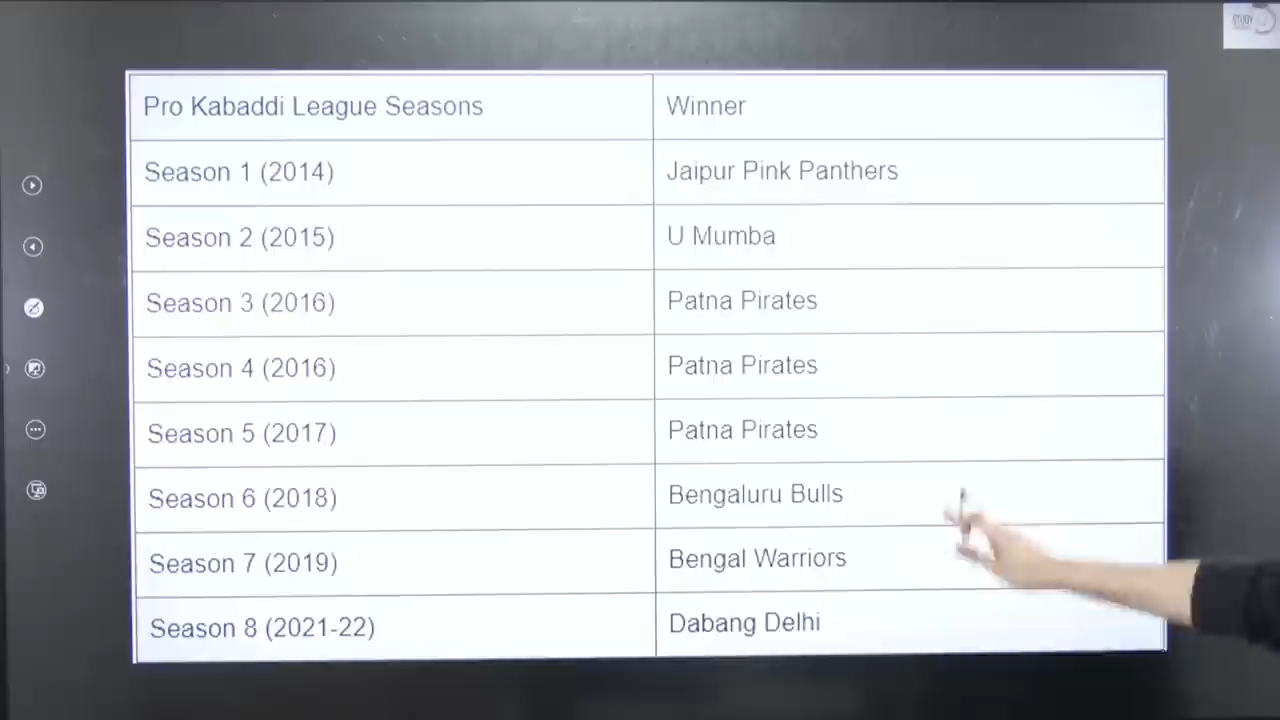 STUDY
Pro Kabaddi League Seasons Winner
Season 1 (2014) Jaipur Pink Panthers
Season 2 (2015) U Mumba
Season 3 (2016) Patna Pirates
Season 4 (2016) Patna Pirates
Season 5 (2017) Patna Pirates
Season 6 (2018) Bengaluru Bulls
Season 7 (2019) Bengal Warriors
Season 8 (2021-22) Dabang Delhi